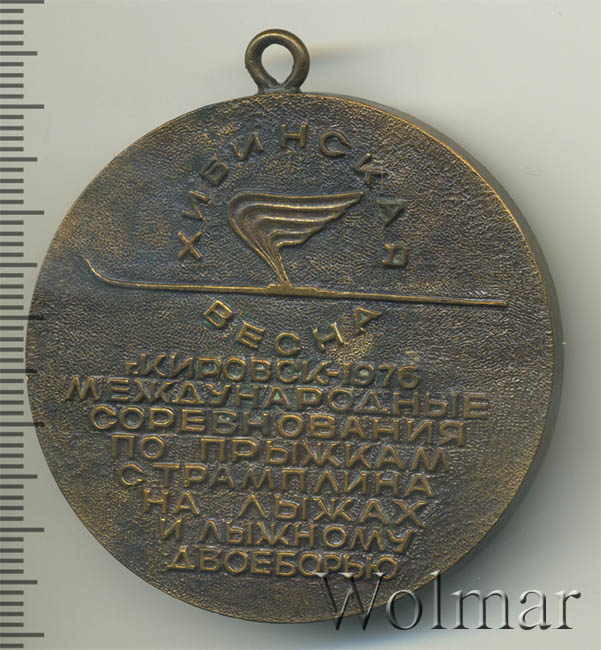 ХИБИНСКАЯ
ВЕСНА
г.КИРОВСК-1976
МЕЖДУНАРОДНЫЕ
СОРЕВНОВАНИЯ
ПО ПРЫЖКАМ
С ТРАМПЛИНА
НА ЛЫЖАХ
И ЛЫЖНОМУ
ДВОЕБОРЬЮ
Wolmar